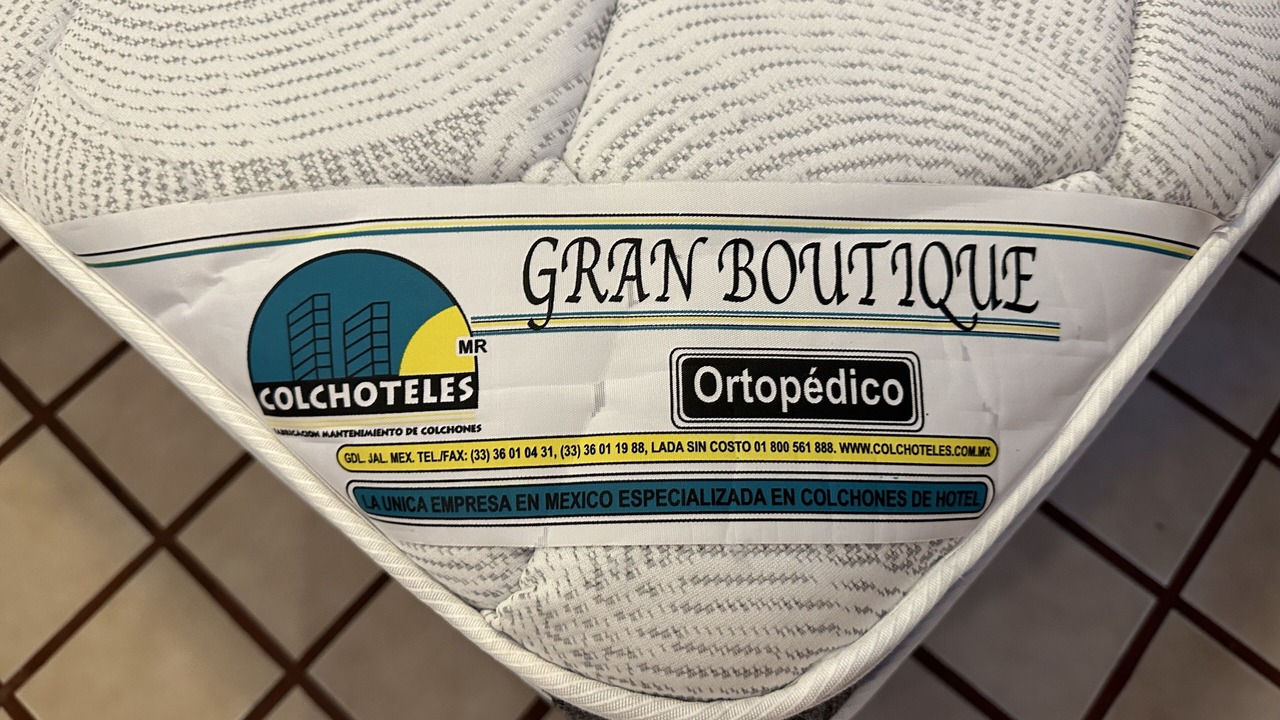 GRAN BOUTIQUE
MR
COLCHOTELES
FABRICACION MANTENIMIENTO DE COLCHONES
Ortopédico
GDL. JAL. MEX. TEL./FAX: (33) 36 01 04 31, (33) 36 01 19 88, LADA SIN COSTO 01 800 561 888. WWW.COLCHOTELES.COM.MX
LA UNICA EMPRESA EN MEXICO ESPECIALIZADA EN COLCHONES DE HOTEL